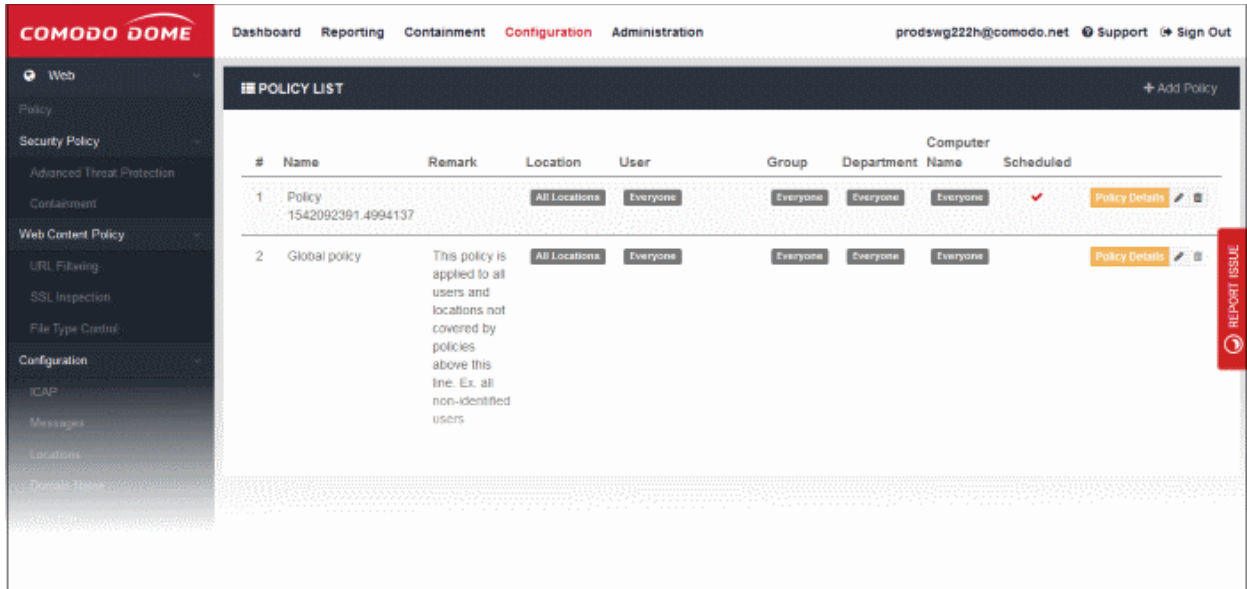 COMODO DOME
Dashboard Reporting Containment Configuration Administration
prodswg222h@comodo.net Support Sign Out
Web
Policy
Security Policy
Advanced Threat Protection
Containment
Web Content Policy
URL Filtering
SSL Inspection
File Type Control
Configuration
ICAP
Messages
Locations
Domain Name
POLICY LIST
+ Add Policy
# Name Remark Location User Group Department Computer Name Scheduled
1 Policy 1542092391.4994137 All Locations Everyone Everyone Everyone Everyone Policy Details
2 Global policy This policy is All Locations Everyone Everyone Everyone Everyone Policy Details
applied to all
users and
locations not
covered by
policies
above this
line. Ex. all
non-identified
users
REPORT ISSUE